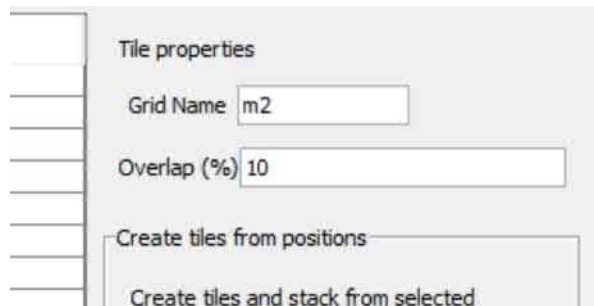 Tile properties
Grid Name m2
Overlap (%) 10
Create tiles from positions
Create tiles and stack from selected